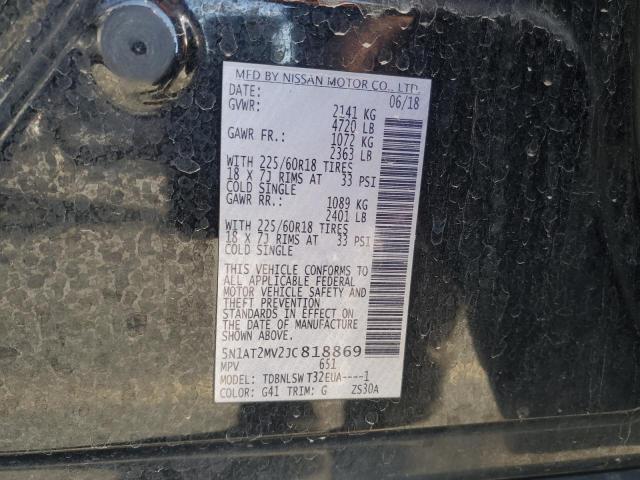 MFD BY NISSAN MOTOR CO., LTD
DATE: 06/18
GVWR: 2141 KG
4720 LB
GAWR FR.: 1072 KG
2363 LB
WITH 225/60R18 TIRES
18 X 7J RIMS AT 33 PSI
COLD SINGLE
GAWR RR.: 1089 KG
2401 LB
WITH 225/60R18 TIRES
18 X 7J RIMS AT 33 PSI
COLD SINGLE
THIS VEHICLE CONFORMS TO
ALL APPLICABLE FEDERAL
MOTOR VEHICLE SAFETY AND
THEFT PREVENTION
STANDARDS IN EFFECT ON
THE DATE OF MANUFACTURE
SHOWN ABOVE.
5N1AT2MV2JC818869
MPV 651
MODEL: TDBNLSW T32EUA----1
COLOR: G41 TRIM: G ZS30A